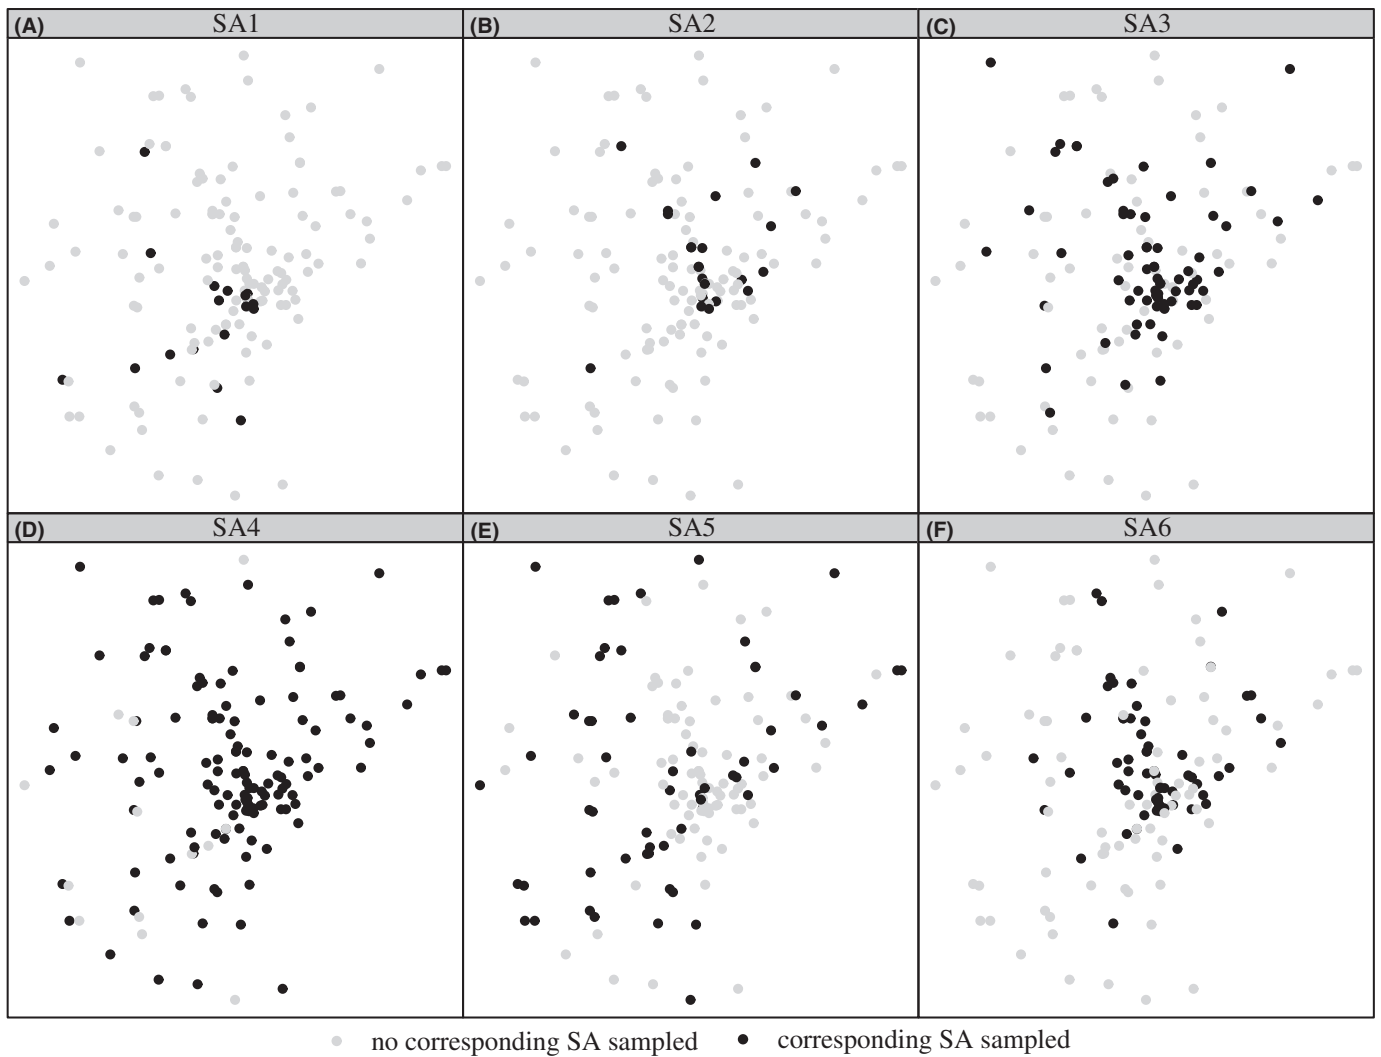 (A) SA1
(B) SA2
(C) SA3
(D) SA4
(E) SA5
(F) SA6
no corresponding SA sampled
corresponding SA sampled